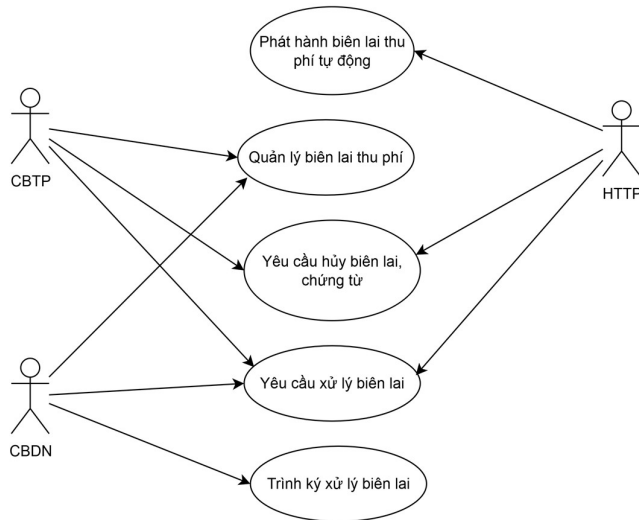 Phát hành biên lai thu
phí tự động
CBTP
HTTP
Quản lý biên lai thu phí
Yêu cầu hủy biên lai,
chứng từ
Yêu cầu xử lý biên lai
CBDN
Trình ký xử lý biên lai